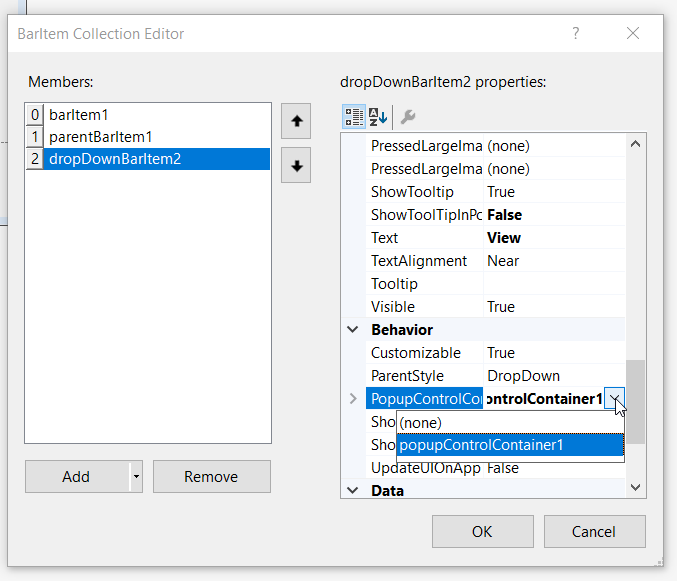 BarItem Collection Editor
?
Members:
0 barItem1
1 parentBarItem1
2 dropDownBarItem2
Add
Remove
dropDownBarItem2 properties:
A
Z
PressedLargeIma (none)
PressedLargeIma (none)
ShowTooltip True
ShowToolTipInPo False
Text View
TextAlignment Near
Tooltip
Visible True
Behavior
Customizable True
ParentStyle DropDown
PopupControlCo ontrolContainer1
Sho (none)
Sho popupControlContainer1
UpdateUIOnApp False
Data
OK
Cancel